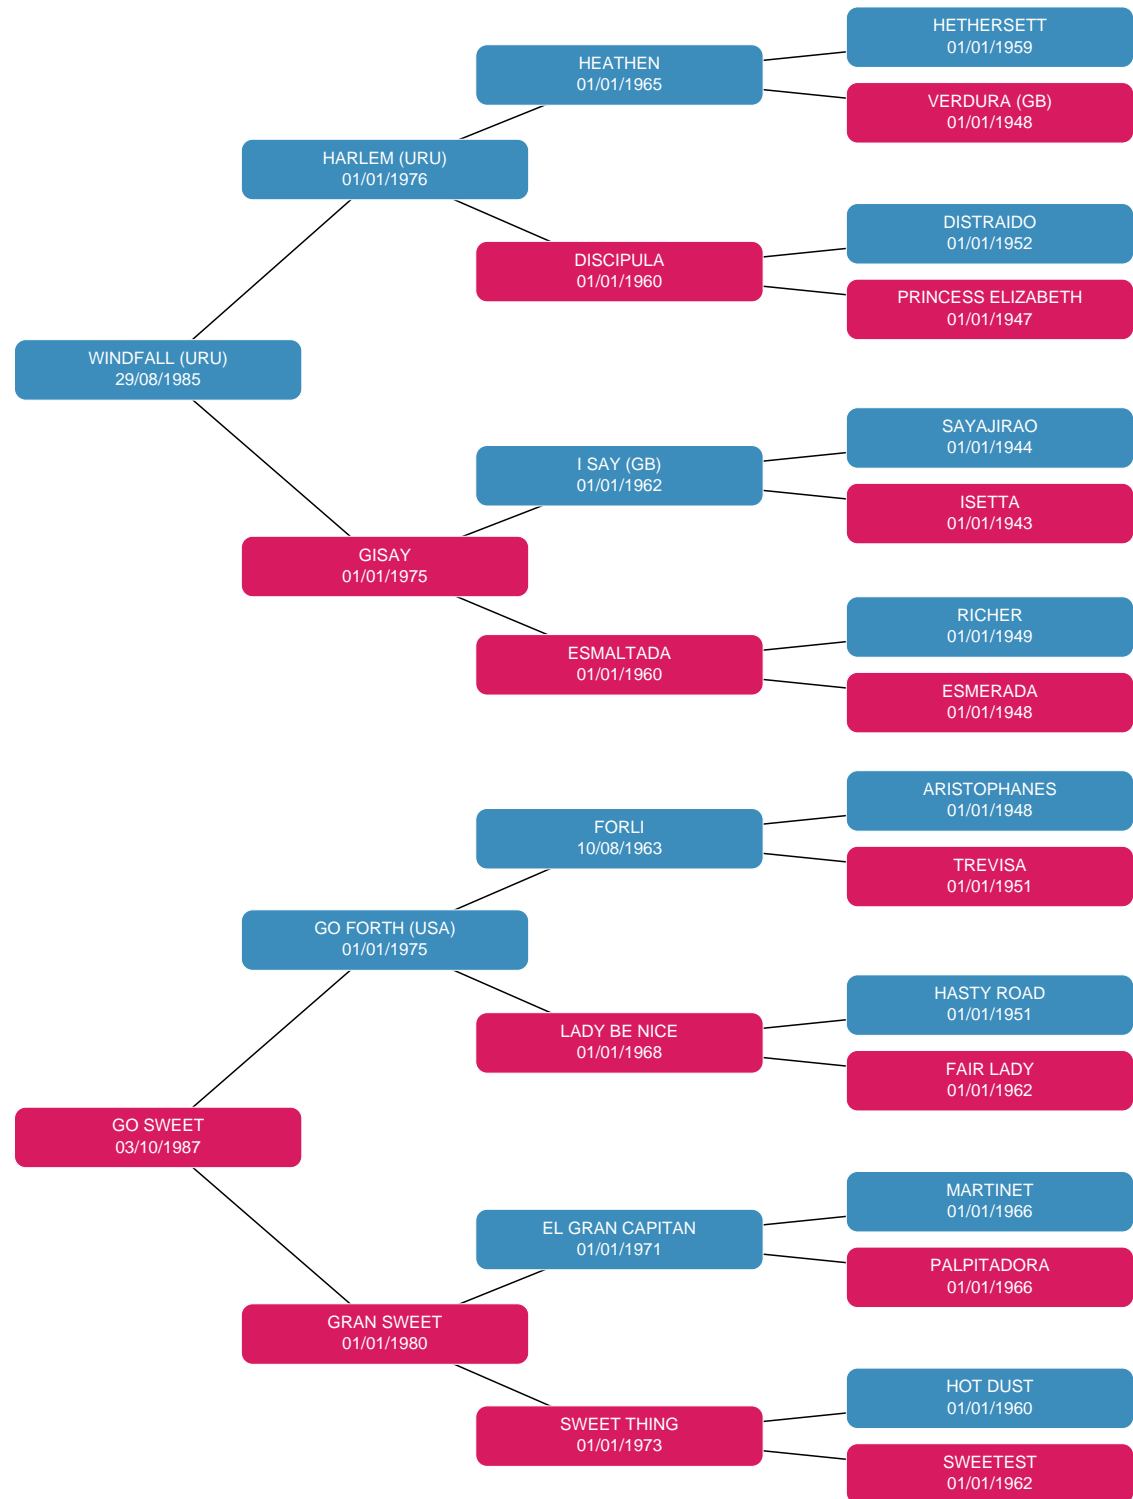 HETHERSETT
01/01/1959
HEATHEN
01/01/1965
VERDURA (GB)
01/01/1948
HARLEM (URU)
01/01/1976
DISTRAIDO
01/01/1952
DISCIPULA
01/01/1960
PRINCESS ELIZABETH
01/01/1947
WINDFALL (URU)
29/08/1985
SAYAJIRAO
01/01/1944
I SAY (GB)
01/01/1962
ISETTA
01/01/1943
GISAY
01/01/1975
RICHER
01/01/1949
ESMALTADA
01/01/1960
ESMERADA
01/01/1948
ARISTOPHANES
01/01/1948
FORLI
10/08/1963
TREVISA
01/01/1951
GO FORTH (USA)
01/01/1975
HASTY ROAD
01/01/1951
LADY BE NICE
01/01/1968
FAIR LADY
01/01/1962
GO SWEET
03/10/1987
MARTINET
01/01/1966
EL GRAN CAPITAN
01/01/1971
PALPITADORA
01/01/1966
GRAN SWEET
01/01/1980
HOT DUST
01/01/1960
SWEET THING
01/01/1973
SWEETEST
01/01/1962